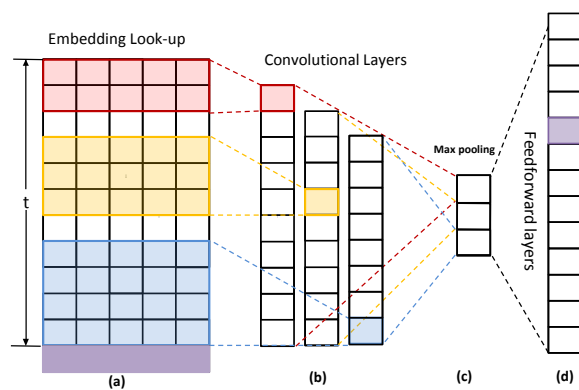 Embedding Look-up
Convolutional Layers
t
Max pooling
Feedforward layers
(a)
(b)
(c)
(d)